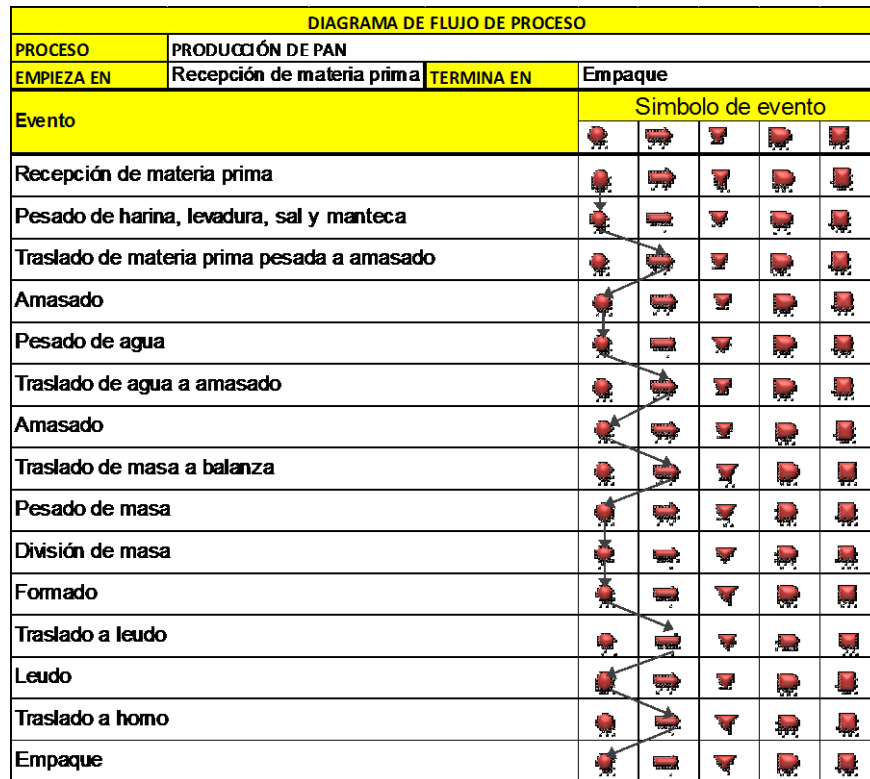 DIAGRAMA DE FLUJO DE PROCESO
PROCESO PRODUCCIÓN DE PAN
EMPIEZA EN Recepción de materia prima TERMINA EN Empaque
Evento Simbolo de evento
Recepción de materia prima
Pesado de harina, levadura, sal y manteca
Traslado de materia prima pesada a amasado
Amasado
Pesado de agua
Traslado de agua a amasado
Amasado
Traslado de masa a balanza
Pesado de masa
División de masa
Formado
Traslado a leudo
Leudo
Traslado a horno
Empaque